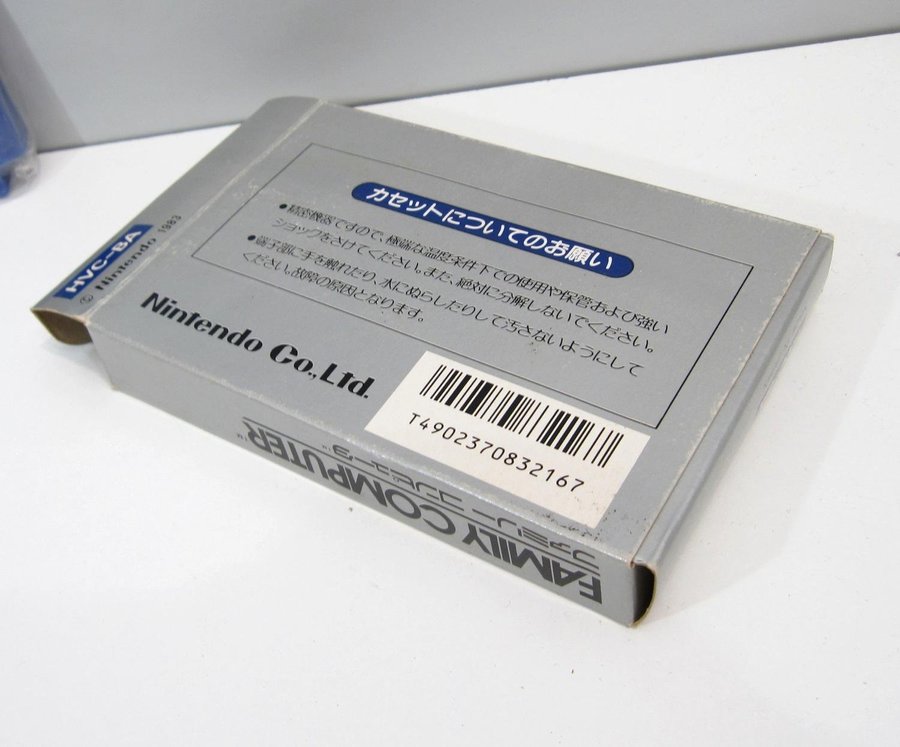 カセットについてのお願い
●精密機器ですので、極端な温度条件下での使用や保管および強い
ショックをさけてください。また、絶対に分解しないでください。
●端子部に手を触れたり、水にぬらしたりして汚さないようにして
ください。故障の原因となります。
HVC-BA
© Nintendo 1983
Nintendo Co.,Ltd.
T4902370832167
FAMILY COMPUTER™
ファミリー コンピュータ™